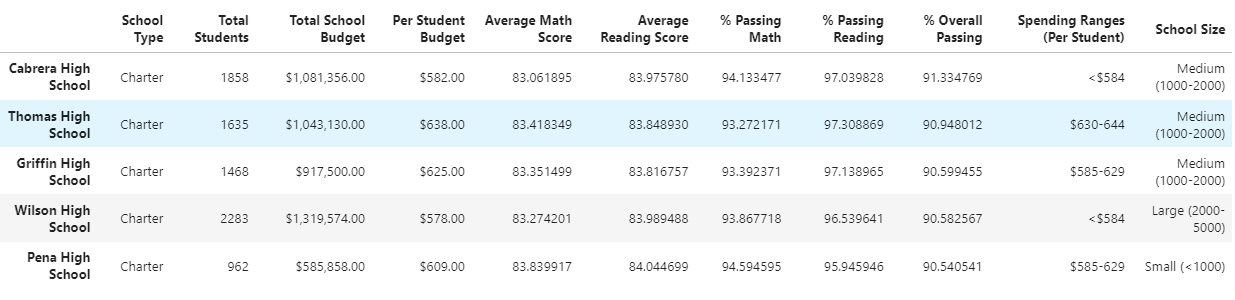 School Type Total Students Total School Budget Per Student Budget Average Math Score Average Reading Score % Passing Math % Passing Reading % Overall Passing Spending Ranges (Per Student) School Size
Cabrera High School Charter 1858 $1,081,356.00 $582.00 83.061895 83.975780 94.133477 97.039828 91.334769 <$584 Medium (1000-2000)
Thomas High School Charter 1635 $1,043,130.00 $638.00 83.418349 83.848930 93.272171 97.308869 90.948012 $630-644 Medium (1000-2000)
Griffin High School Charter 1468 $917,500.00 $625.00 83.351499 83.816757 93.392371 97.138965 90.599455 $585-629 Medium (1000-2000)
Wilson High School Charter 2283 $1,319,574.00 $578.00 83.274201 83.989488 93.867718 96.539641 90.582567 <$584 Large (2000-5000)
Pena High School Charter 962 $585,858.00 $609.00 83.839917 84.044699 94.594595 95.945946 90.540541 $585-629 Small (<1000)